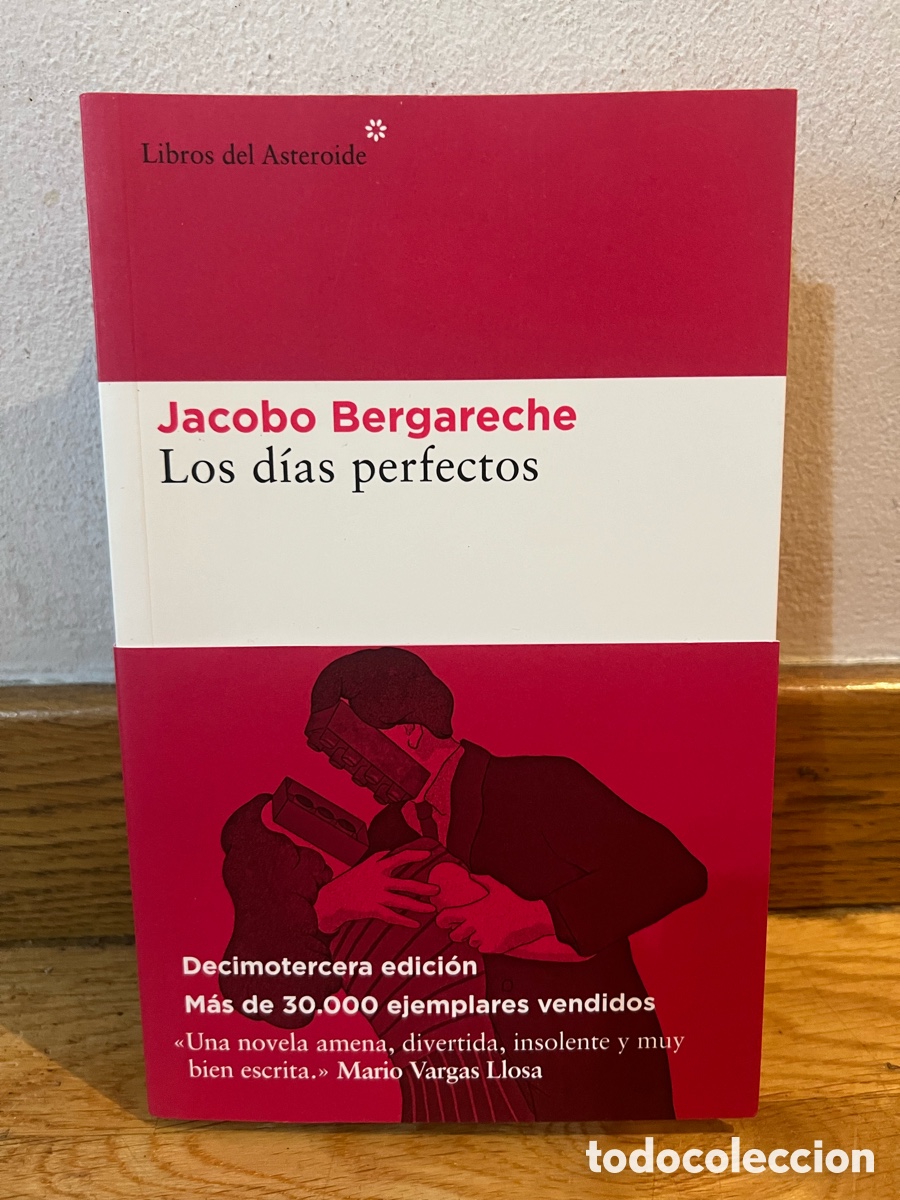 Libros del Asteroide*
Jacobo Bergareche
Los días perfectos
Decimotercera edición
Más de 30.000 ejemplares vendidos
«Una novela amena, divertida, insolente y muy
bien escrita.» Mario Vargas Llosa
todocoleccion